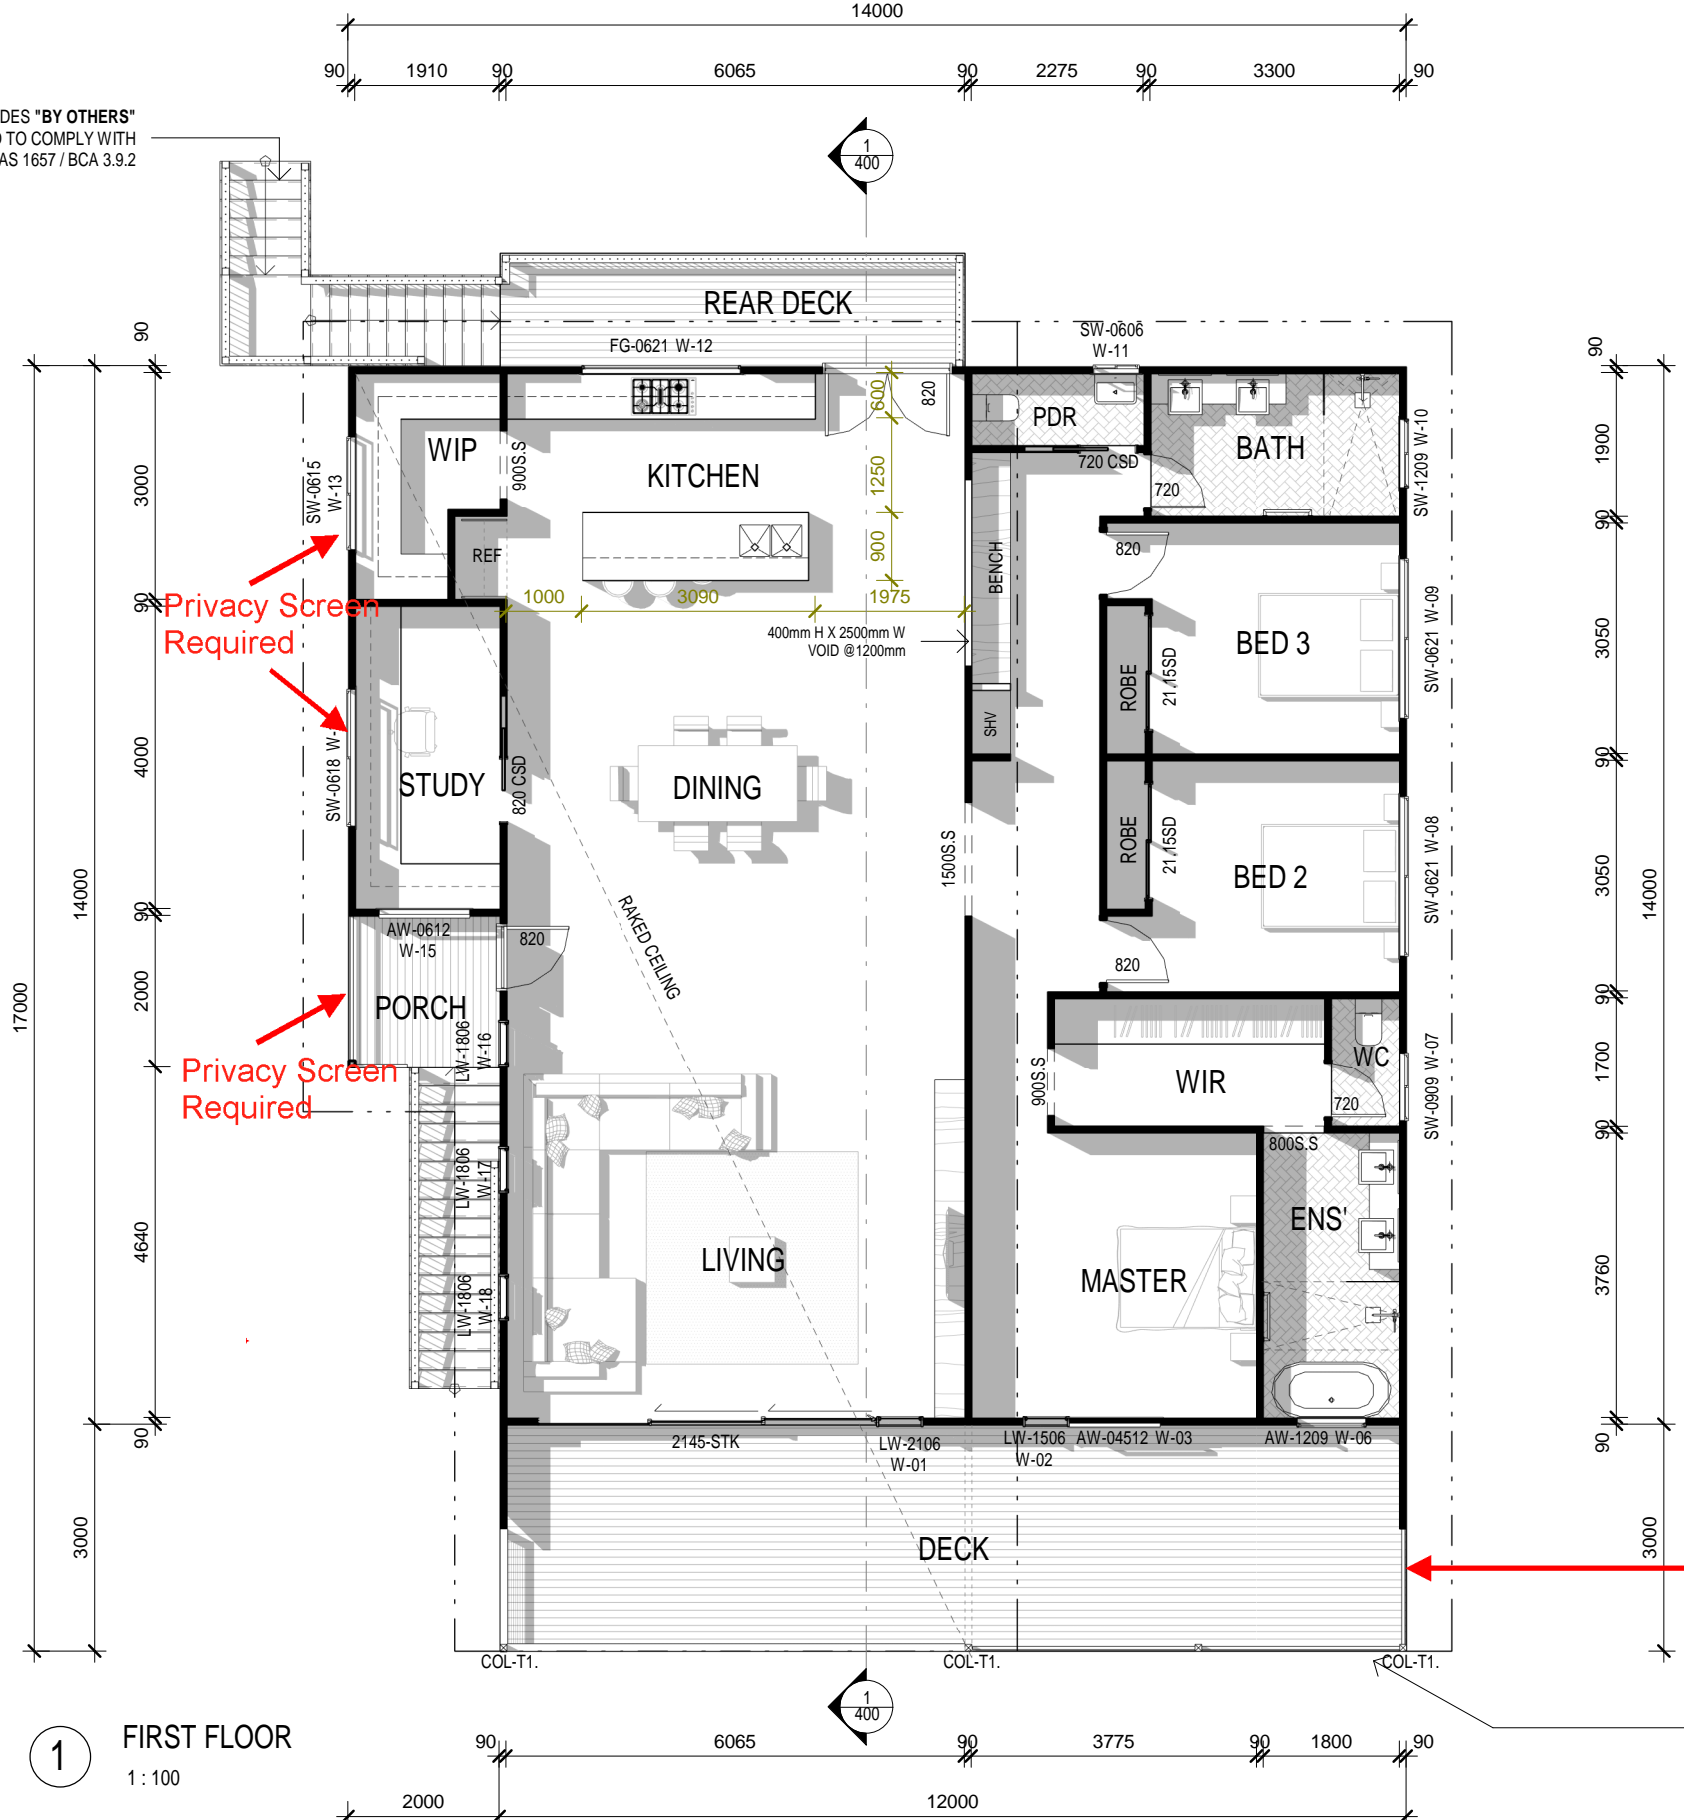 14000
90 1910 90 6065 90 2275 90 3300 90
DES "BY OTHERS"
TO COMPLY WITH
AS 1657 / BCA 3.9.2
1
400
REAR DECK
FG-0621 W-12
SW-0606
W-11
90
90
820
600
PDR
BATH
WIP
KITCHEN
900S.S
720 CSD
720
SW-1209 W-10
1900
SW-0615
W-13
3000
1250
900
REF
BENCH
820
90
90
1000 3090 1975
Privacy Screen
Required
400mm H X 2500mm W
VOID @1200mm
BED 3
ROBE
21.15SD
SW-0621 W-09
3050
SHV
SW-0618 W-
4000
STUDY
820 CSD
DINING
90
ROBE
21.15SD
BED 2
1500S.S
SW-0621 W-08
3050
14000
14000
90
AW-0612
W-15
820
RAKED CEILING
820
90
17000
2000
PORCH
LW-1806
W-16
Privacy Screen
Required
900S.S
WIR
WC
720
SW-0909 W-07
1700
90
800S.S
LW-1806
W-17
4640
LIVING
ENS'
MASTER
3760
LW-1806
W-18
90
2145-STK
LW-2106
W-01
LW-1506
W-02
AW-04512 W-03
AW-1209 W-06
90
3000
DECK
3000
COL-T1.
COL-T1.
COL-T1.
1
400
1
FIRST FLOOR
1 : 100
90 6065 90 3775 90 1800 90
2000 12000